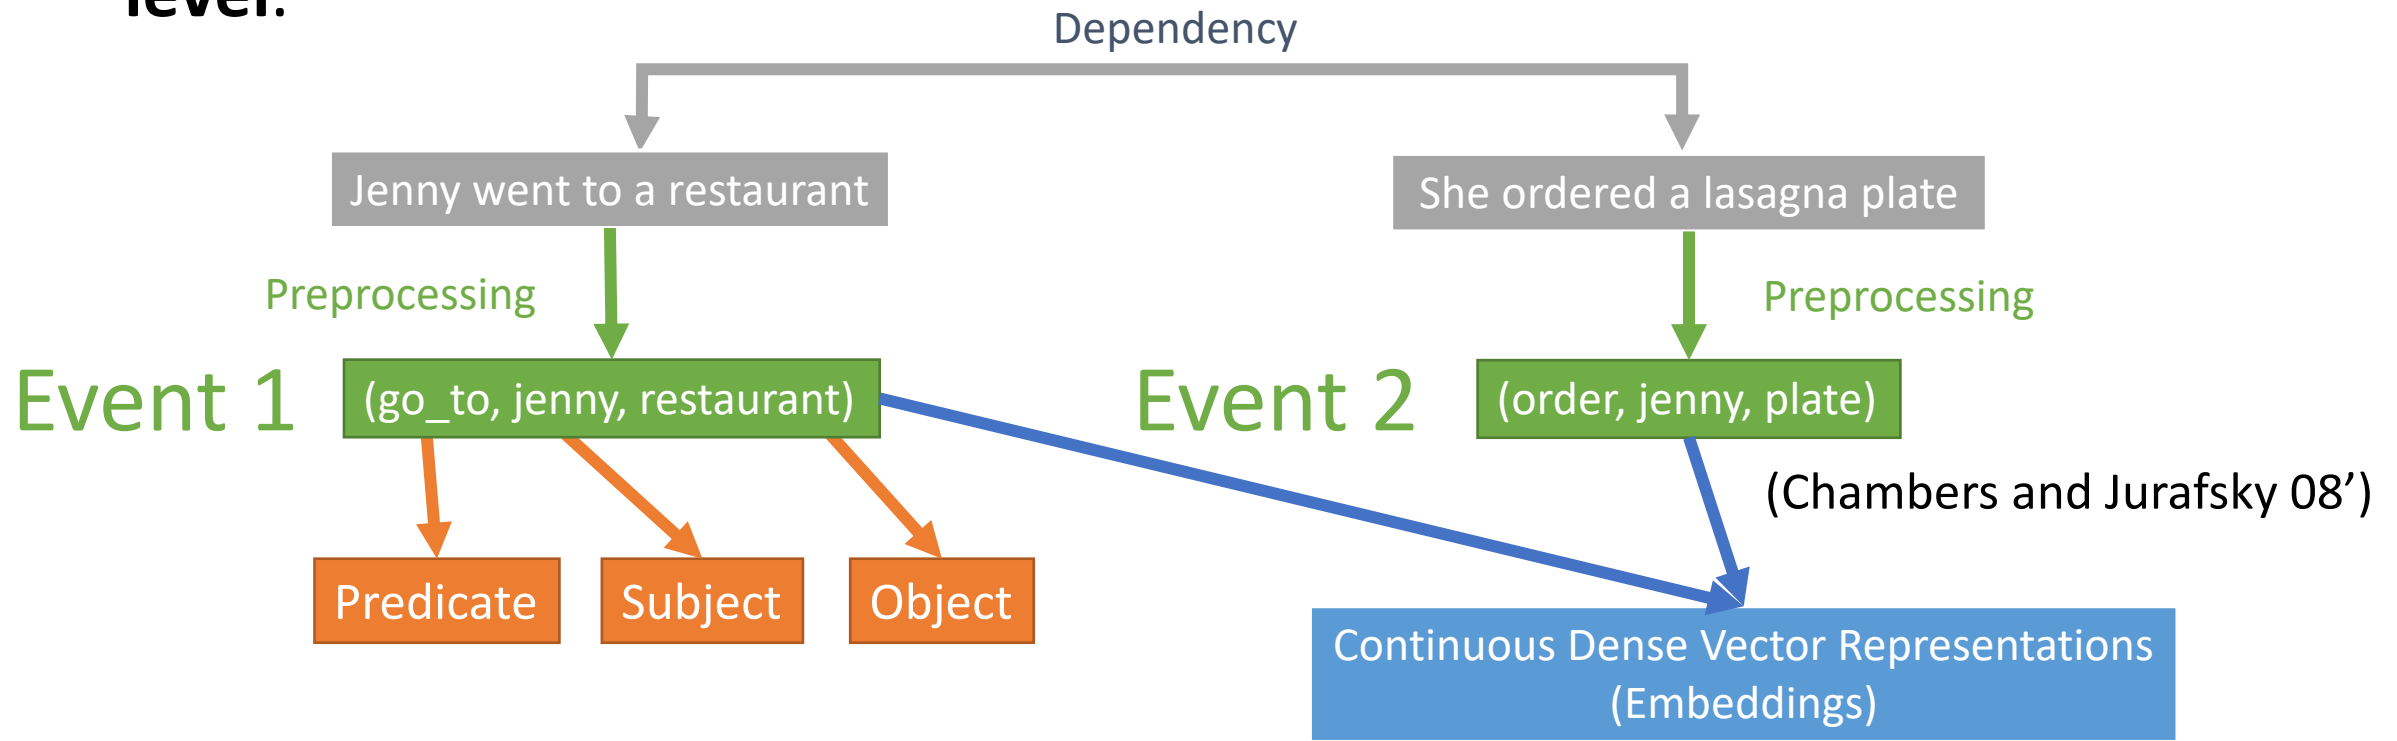 level.
Dependency
Jenny went to a restaurant
She ordered a lasagna plate
Preprocessing
Preprocessing
Event 1
(go_to, jenny, restaurant)
Event 2
(order, jenny, plate)
(Chambers and Jurafsky 08’)
Predicate
Subject
Object
Continuous Dense Vector Representations
(Embeddings)